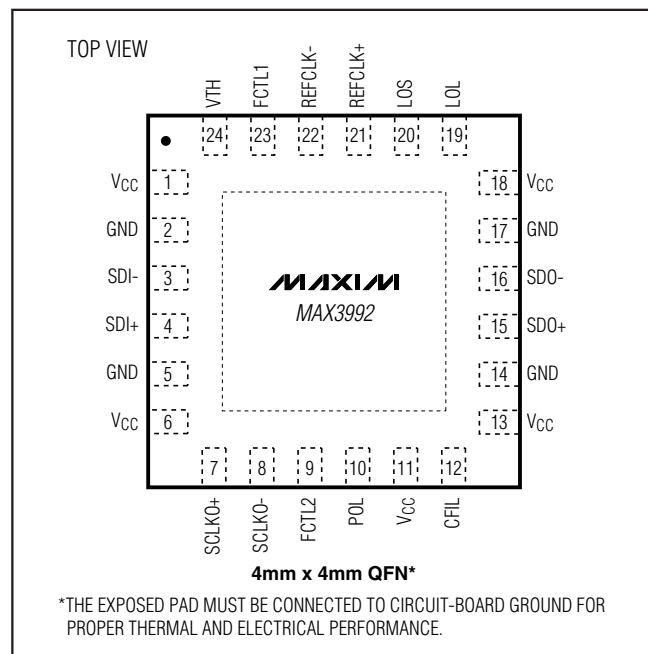 TOP VIEW
VTH
FCTL1
REFCLK-
REFCLK+
LOS
LOL
24
23
22
21
20
19
VCC 1
GND 2
SDI- 3
SDI+ 4
GND 5
VCC 6
18 VCC
17 GND
16 SDO-
15 SDO+
14 GND
13 VCC
MAXIM
MAX3992
7
8
9
10
11
12
SCLKO+
SCLKO-
FCTL2
POL
VCC
CFIL
4mm x 4mm QFN*
*THE EXPOSED PAD MUST BE CONNECTED TO CIRCUIT-BOARD GROUND FOR
PROPER THERMAL AND ELECTRICAL PERFORMANCE.